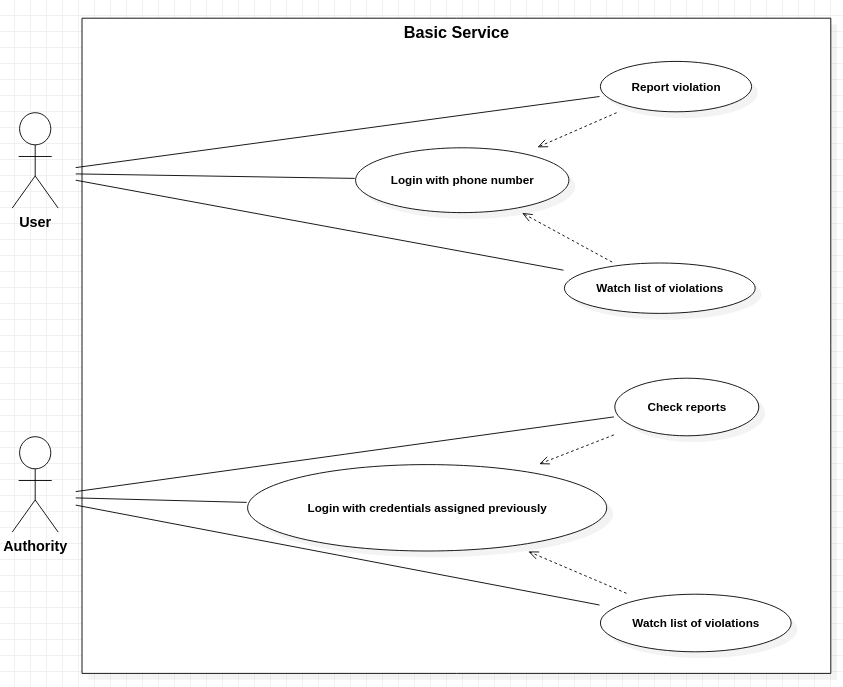 Basic Service
Report violation
Login with phone number
User
Watch list of violations
Check reports
Login with credentials assigned previously
Authority
Watch list of violations